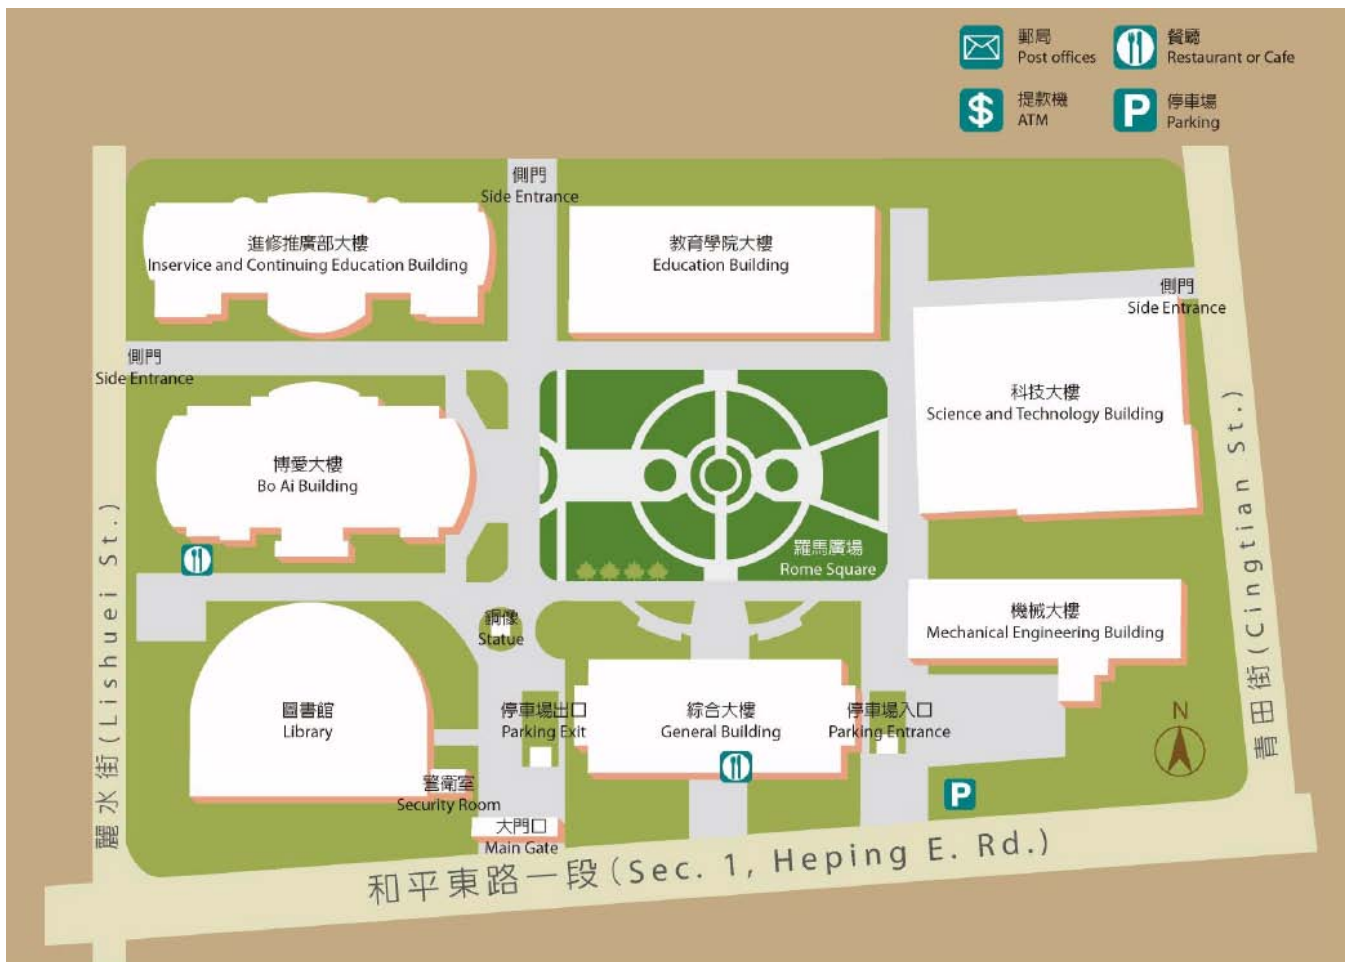 郵局
Post offices
餐廳
Restaurant or Cafe
提款機
ATM
P
停車場
Parking
側門
Side Entrance
進修推廣部大樓
Inservice and Continuing Education Building
教育學院大樓
Education Building
側門
Side Entrance
側門
Side Entrance
科技大樓
Science and Technology Building
博愛大樓
Bo Ai Building
羅馬廣場
Rome Square
銅像
Statue
機械大樓
Mechanical Engineering Building
圖書館
Library
停車場出口
Parking Exit
綜合大樓
General Building
停車場入口
Parking Entrance
N
警衛室
Security Room
P
大門口
Main Gate
麗水街(Lishuei St.)
青田街(Cingtian St.)
和平東路一段(Sec. 1, Heping E. Rd.)